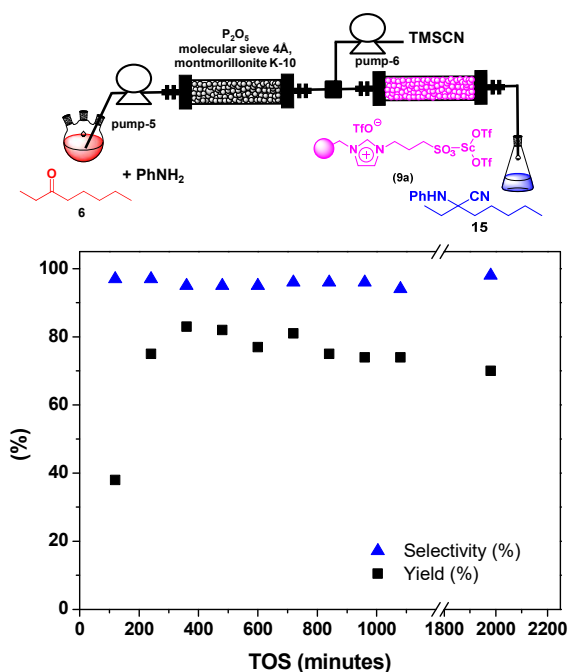 P₂O₅
molecular sieve 4Å,
montmorillonite K-10
TMSCN
pump-6
pump-5
+ PhNH₂
6
O
TfO⊖
N
N
⊕
SO₃
Sc
OTf
OTf
(9a)
PhHN
CN
15
100
80
60
40
20
0
(%)
Selectivity (%)
Yield (%)
0
200
400
600
800
1000
1800
2000
2200
TOS (minutes)